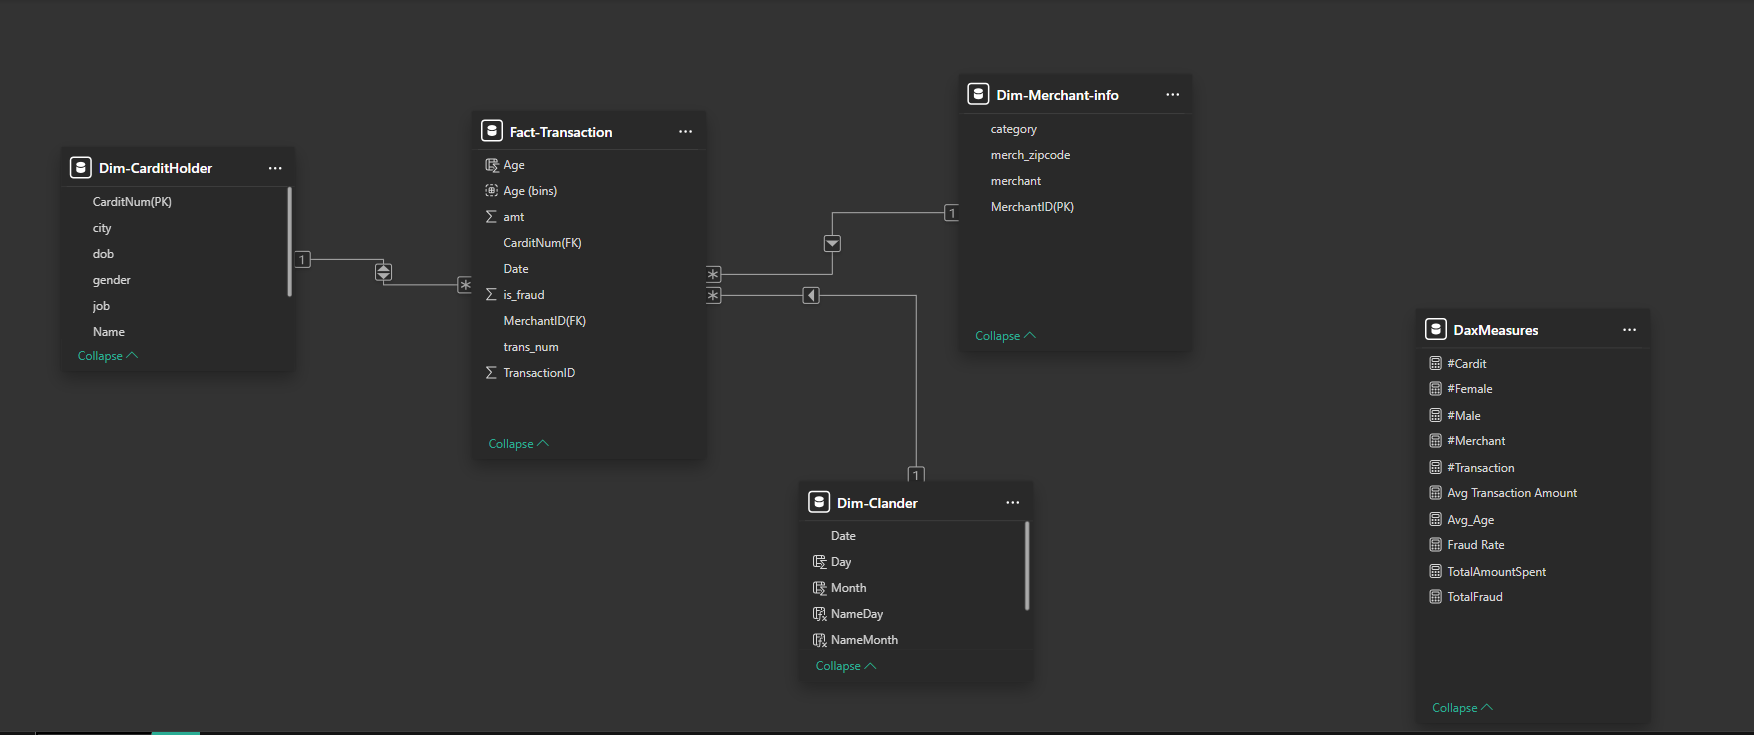 Dim-CarditHolder
CarditNum(PK)
city
dob
gender
job
Name
Collapse
1
*
Fact-Transaction
Age
Age (bins)
amt
CarditNum(FK)
Date
is_fraud
MerchantID(FK)
trans_num
TransactionID
Collapse
*
*
1
Dim-Merchant-info
category
merch_zipcode
merchant
MerchantID(PK)
Collapse
1
Dim-Clander
Date
Day
Month
NameDay
NameMonth
Collapse
DaxMeasures
#Cardit
#Female
#Male
#Merchant
#Transaction
Avg Transaction Amount
Avg_Age
Fraud Rate
TotalAmountSpent
TotalFraud
Collapse